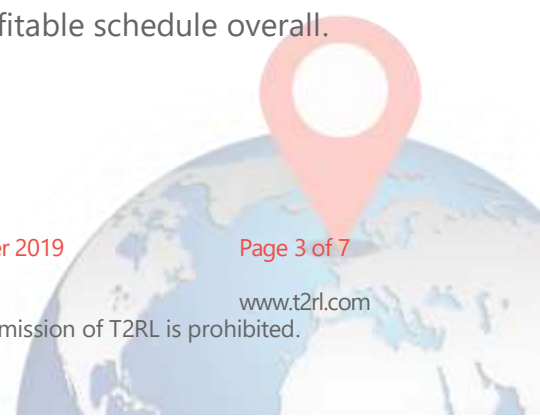 fitable schedule overall.
er 2019 Page 3 of 7
www.t2rl.com
mission of T2RL is prohibited.